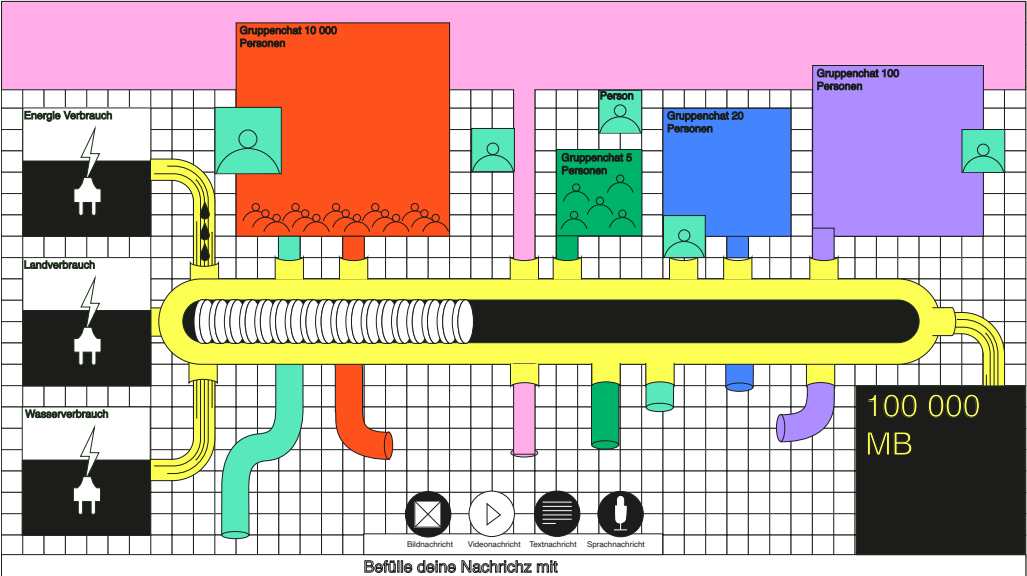 Gruppenchat 10 000
Personen
Gruppenchat 100
Personen
Person
Energie Verbrauch
Gruppenchat 20
Personen
Gruppenchat 5
Personen
Landverbrauch
100 000
MB
Wasserverbrauch
Bildnachricht
Videonachricht
Textnachricht
Sprachnachricht
Befülle deine Nachrichz mit